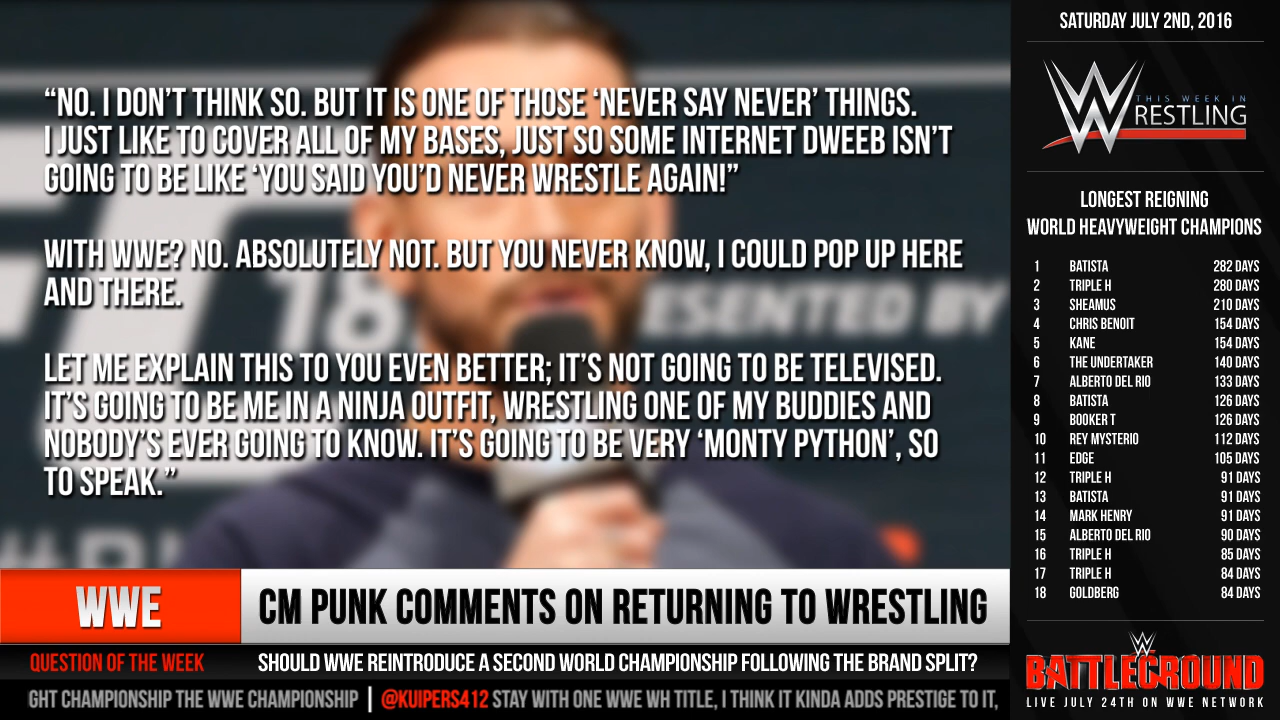 “NO. I DON’T THINK SO. BUT IT IS ONE OF THOSE ‘NEVER SAY NEVER’ THINGS.
I JUST LIKE TO COVER ALL OF MY BASES, JUST SO SOME INTERNET DWEEB ISN’T
GOING TO BE LIKE ‘YOU SAID YOU’D NEVER WRESTLE AGAIN!”
WITH WWE? NO. ABSOLUTELY NOT. BUT YOU NEVER KNOW, I COULD POP UP HERE
AND THERE.
LET ME EXPLAIN THIS TO YOU EVEN BETTER; IT’S NOT GOING TO BE TELEVISED.
IT’S GOING TO BE ME IN A NINJA OUTFIT, WRESTLING ONE OF MY BUDDIES AND
NOBODY’S EVER GOING TO KNOW. IT’S GOING TO BE VERY ‘MONTY PYTHON’, SO
TO SPEAK.”
18
ESENTED BY
WWE
CM PUNK COMMENTS ON RETURNING TO WRESTLING
QUESTION OF THE WEEK
SHOULD WWE REINTRODUCE A SECOND WORLD CHAMPIONSHIP FOLLOWING THE BRAND SPLIT?
GHT CHAMPIONSHIP THE WWE CHAMPIONSHIP | @KUIPERS412 STAY WITH ONE WWE WH TITLE, I THINK IT KINDA ADDS PRESTIGE TO IT,
SATURDAY JULY 2ND, 2016
THIS WEEK IN
WRESTLING
LONGEST REIGNING
WORLD HEAVYWEIGHT CHAMPIONS
1 BATISTA 282 DAYS
2 TRIPLE H 280 DAYS
3 SHEAMUS 210 DAYS
4 CHRIS BENOIT 154 DAYS
5 KANE 154 DAYS
6 THE UNDERTAKER 140 DAYS
7 ALBERTO DEL RIO 133 DAYS
8 BATISTA 126 DAYS
9 BOOKER T 126 DAYS
10 REY MYSTERIO 112 DAYS
11 EDGE 105 DAYS
12 TRIPLE H 91 DAYS
13 BATISTA 91 DAYS
14 MARK HENRY 91 DAYS
15 ALBERTO DEL RIO 90 DAYS
16 TRIPLE H 85 DAYS
17 TRIPLE H 84 DAYS
18 GOLDBERG 84 DAYS
W
BATTLEGROUND
LIVE JULY 24TH ON WWE NETWORK